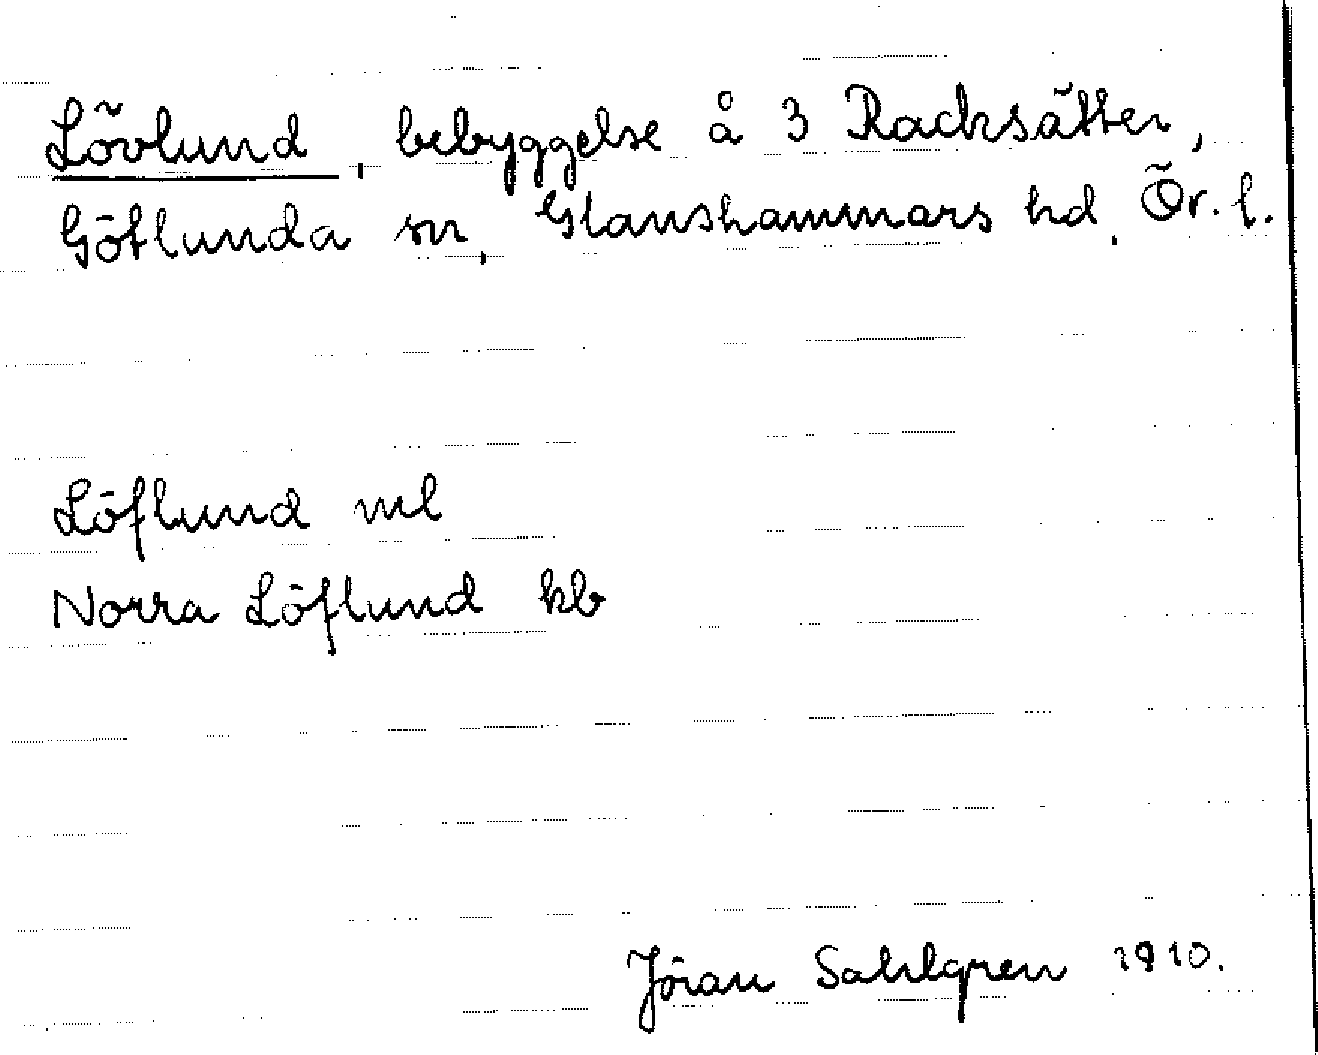 Lövlund, bebyggelse å 3 Racksätter,
Götlunda sn, Glanshammars hd, Ör. l.
Löflund ml
Norra Löflund kb
Jöran Sahlgren 1910.